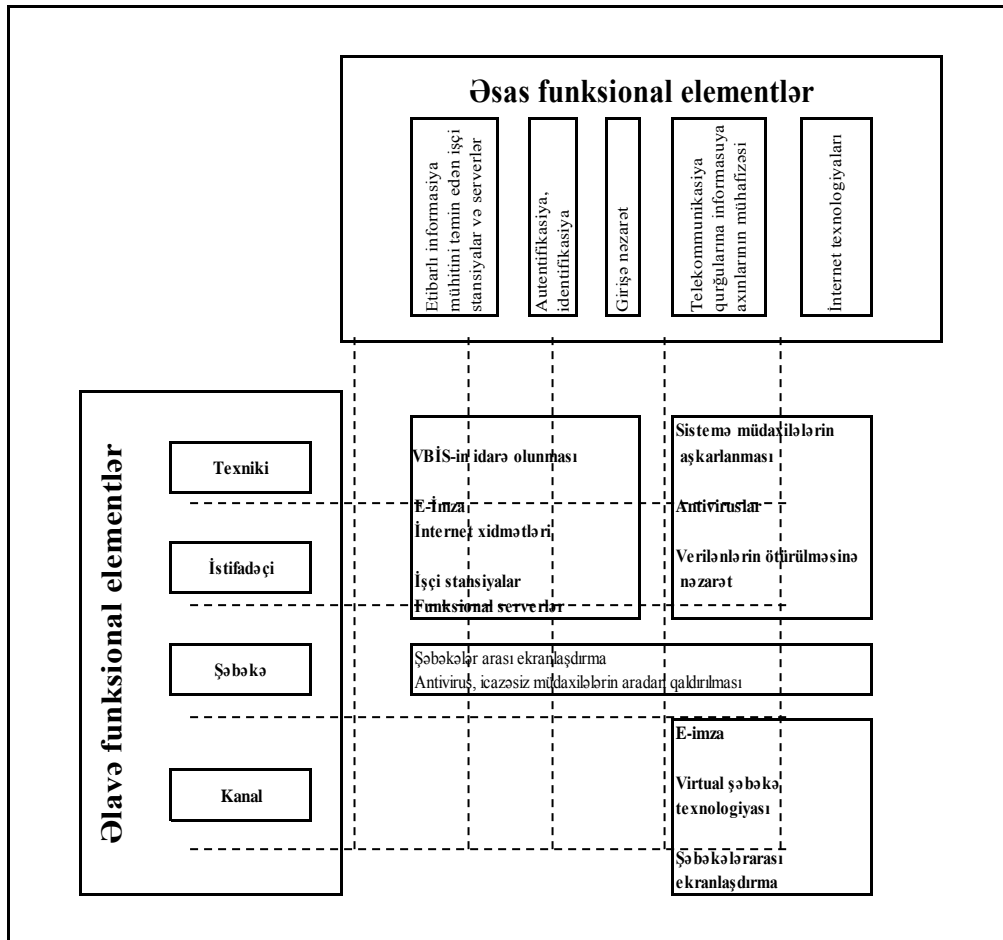 Əsas funksional elementlər
Etibarlı informasiya
mühitini təmin edən işçi
stansiyalar və serverlər
Autentifikasiya,
identifikasiya
Girişə nəzarət
Telekommunikasiya
qurğularına informasuya
axınlarının mühafizəsi
İnternet texnologiyaları
Əlavə funksional elementlər
Texniki
İstifadəçi
Şəbəkə
Kanal
VBİS-in idarə olunması
E-İmza
İnternet xidmətləri
İşçi stansiyalar
Funksional serverlər
Sistemə müdaxilələrin
aşkarlanması
Antiviruslar
Verilənlərin ötürülməsinə
nəzarət
Şəbəkələr arası ekranlaşdırma
Antivirus, icazəsiz müdaxilələrin aradan qaldırılması
E-imza
Virtual şəbəkə
texnologiyası
Şəbəkələrarası
ekranlaşdırma